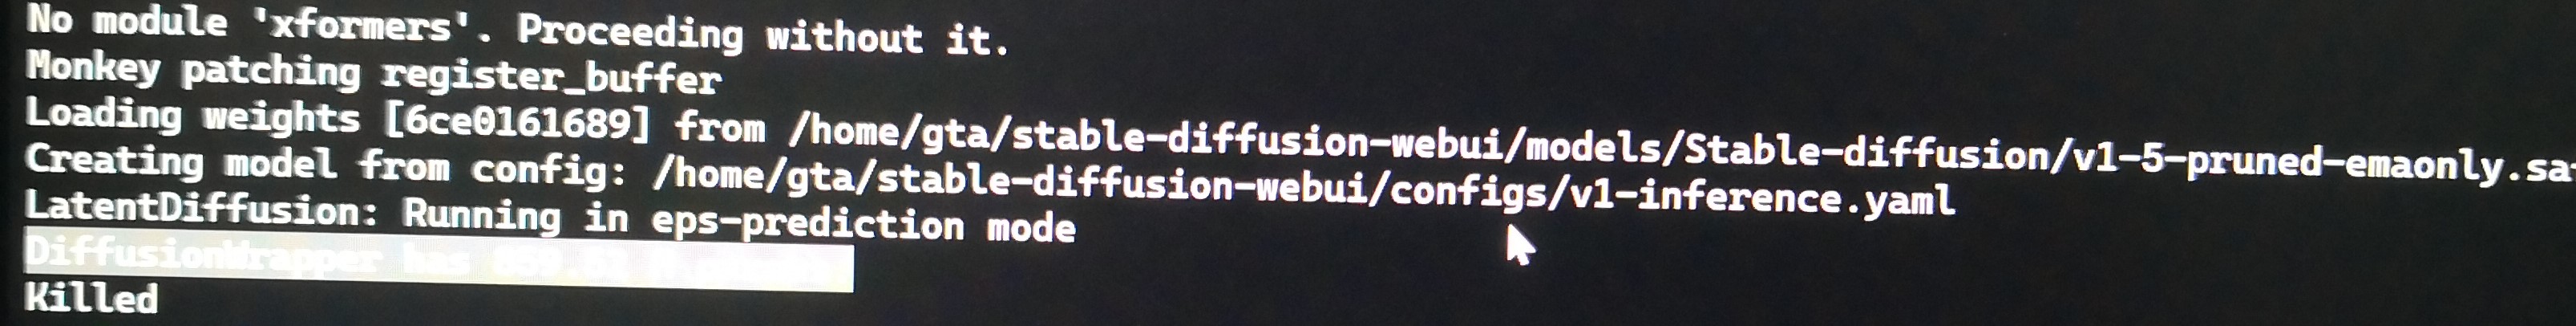 No module 'xformers'. Proceeding without it.
Monkey patching register_buffer
Loading weights [6ce0161689] from /home/gta/stable-diffusion-webui/models/Stable-diffusion/v1-5-pruned-emaonly.sa
Creating model from config: /home/gta/stable-diffusion-webui/configs/v1-inference.yaml
LatentDiffusion: Running in eps-prediction mode
DiffusionWrapper has
Killed